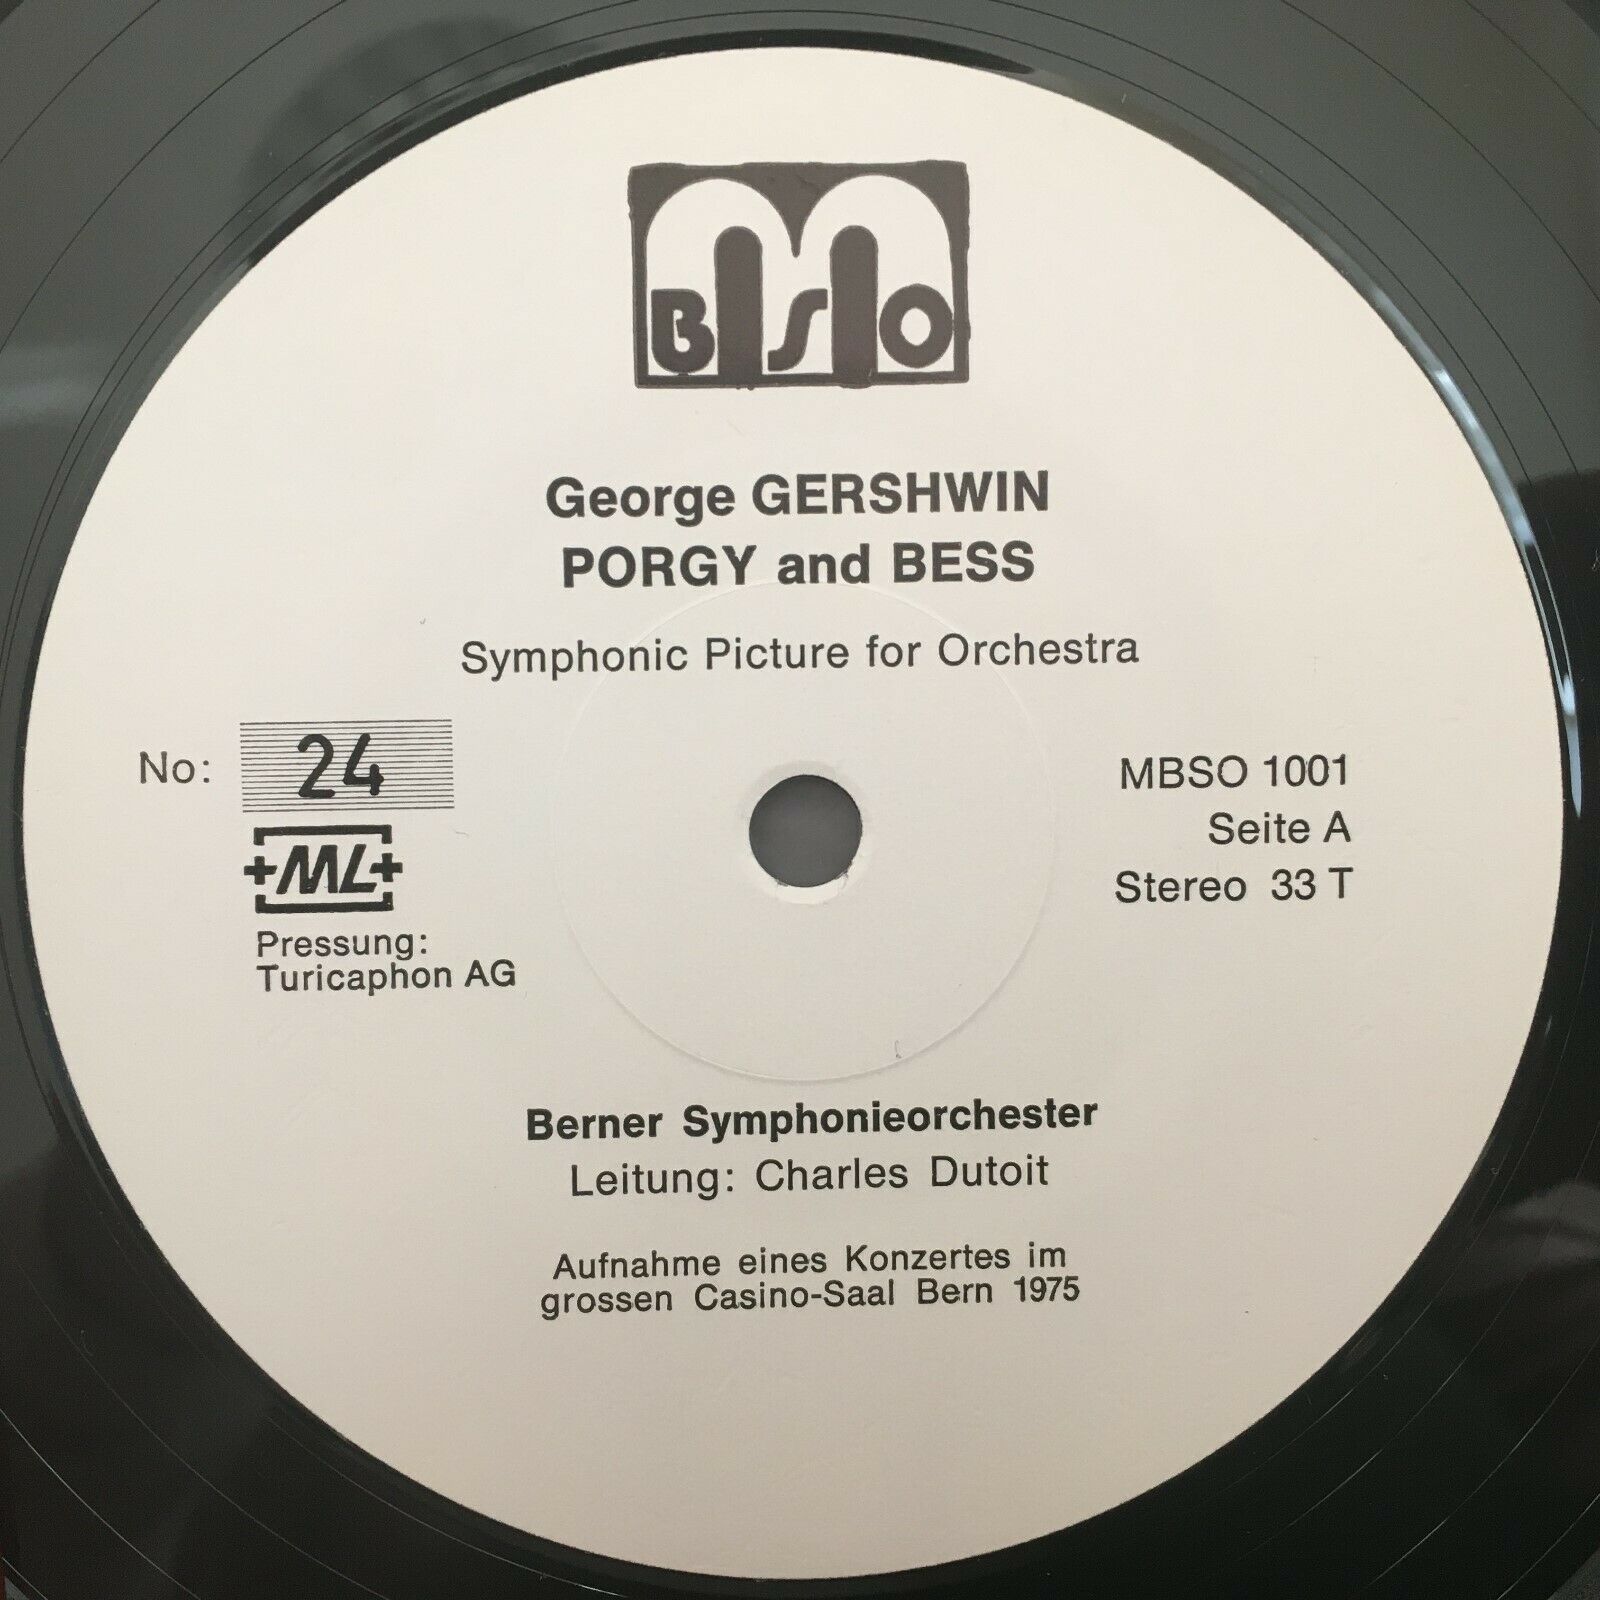 M
BSO
George GERSHWIN
PORGY and BESS
Symphonic Picture for Orchestra
No: 24
+ML+
Pressung:
Turicaphon AG
MBSO 1001
Seite A
Stereo 33 T
Berner Symphonieorchester
Leitung: Charles Dutoit
Aufnahme eines Konzertes im
grossen Casino-Saal Bern 1975